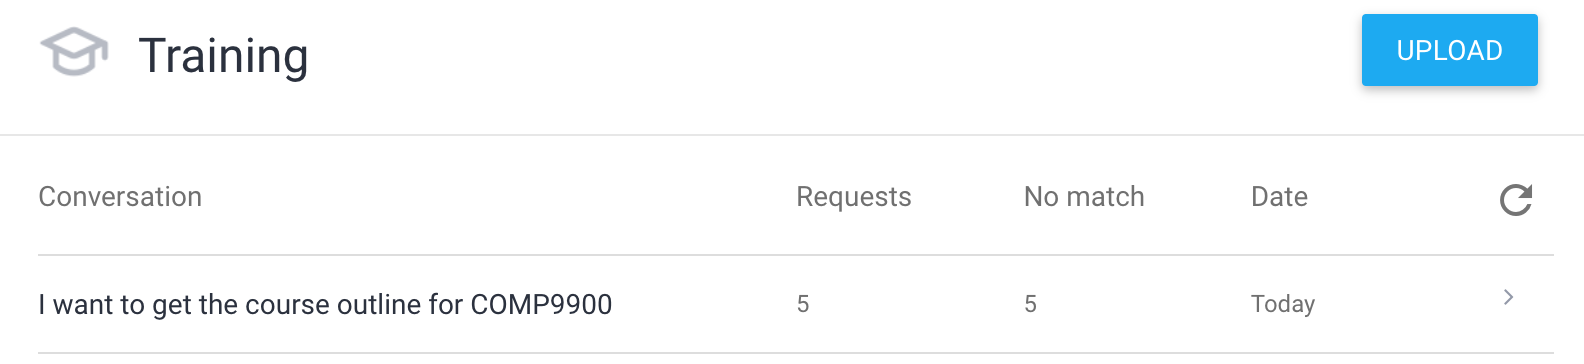 Training
UPLOAD
Conversation Requests No match Date
I want to get the course outline for COMP9900 5 5 Today